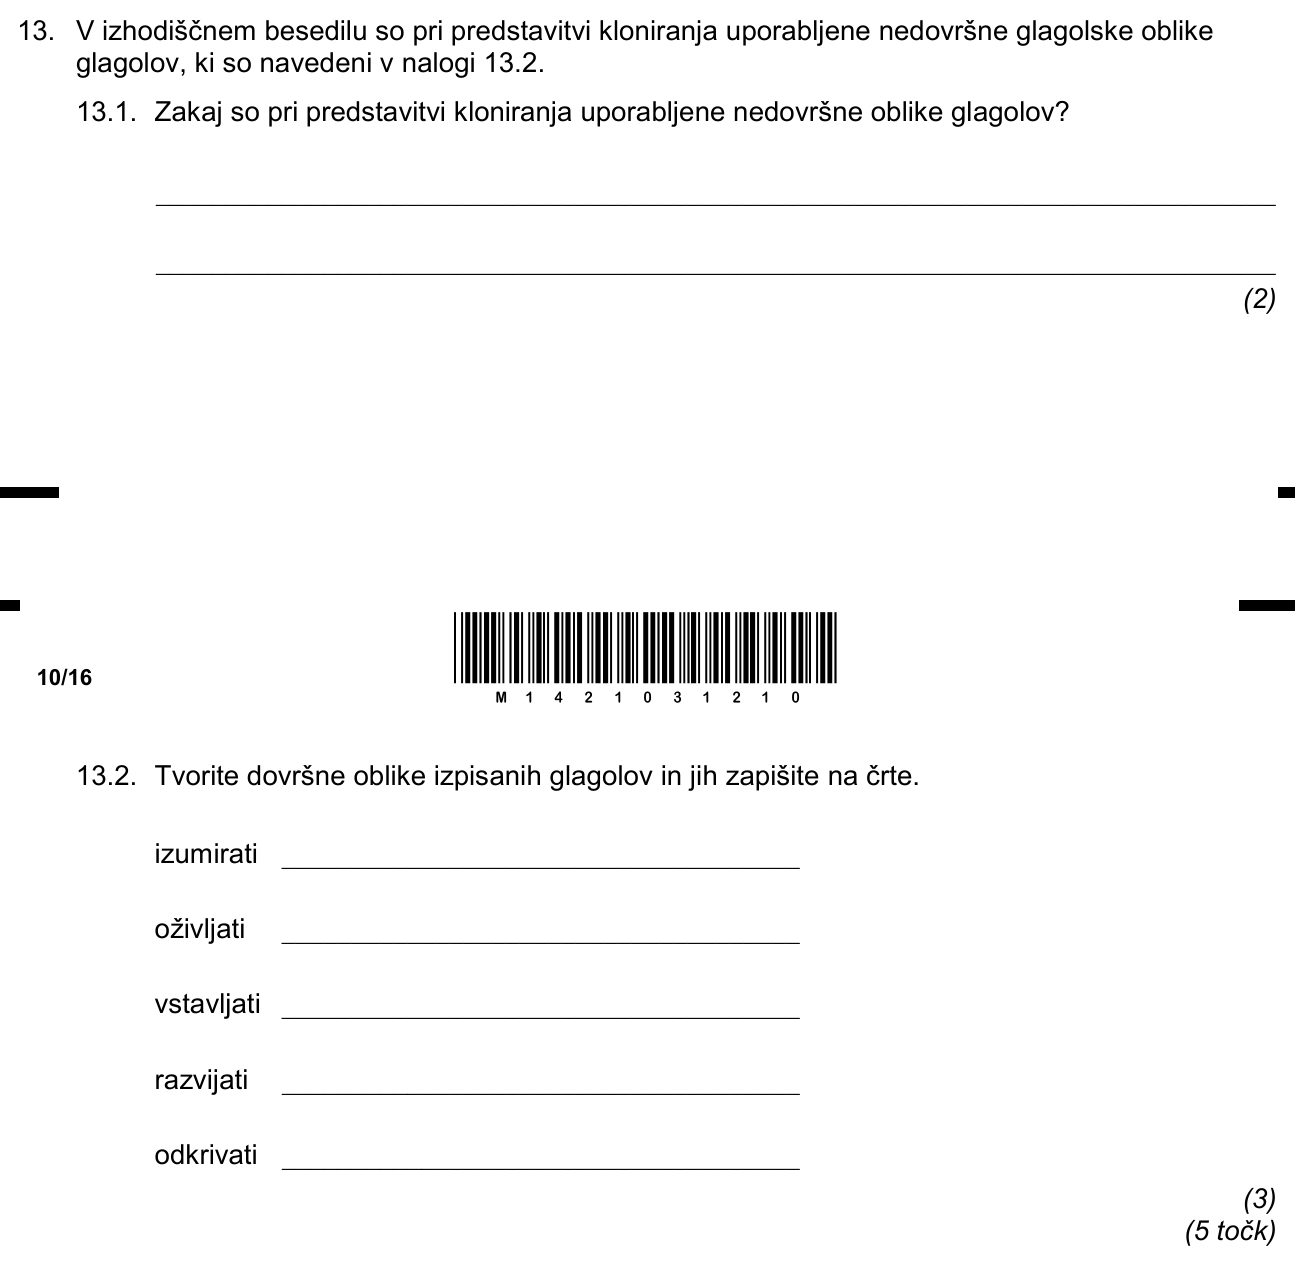 13. V izhodiščnem besedilu so pri predstavitvi kloniranja uporabljene nedovršne glagolske oblike
glagolov, ki so navedeni v nalogi 13.2.
13.1. Zakaj so pri predstavitvi kloniranja uporabljene nedovršne oblike glagolov?
(2)
10/16
M 1 4 2 1 0 3 1 2 1 0
13.2. Tvorite dovršne oblike izpisanih glagolov in jih zapišite na črte.
izumirati
oživljati
vstavljati
razvijati
odkrivati
(3)
(5 točk)